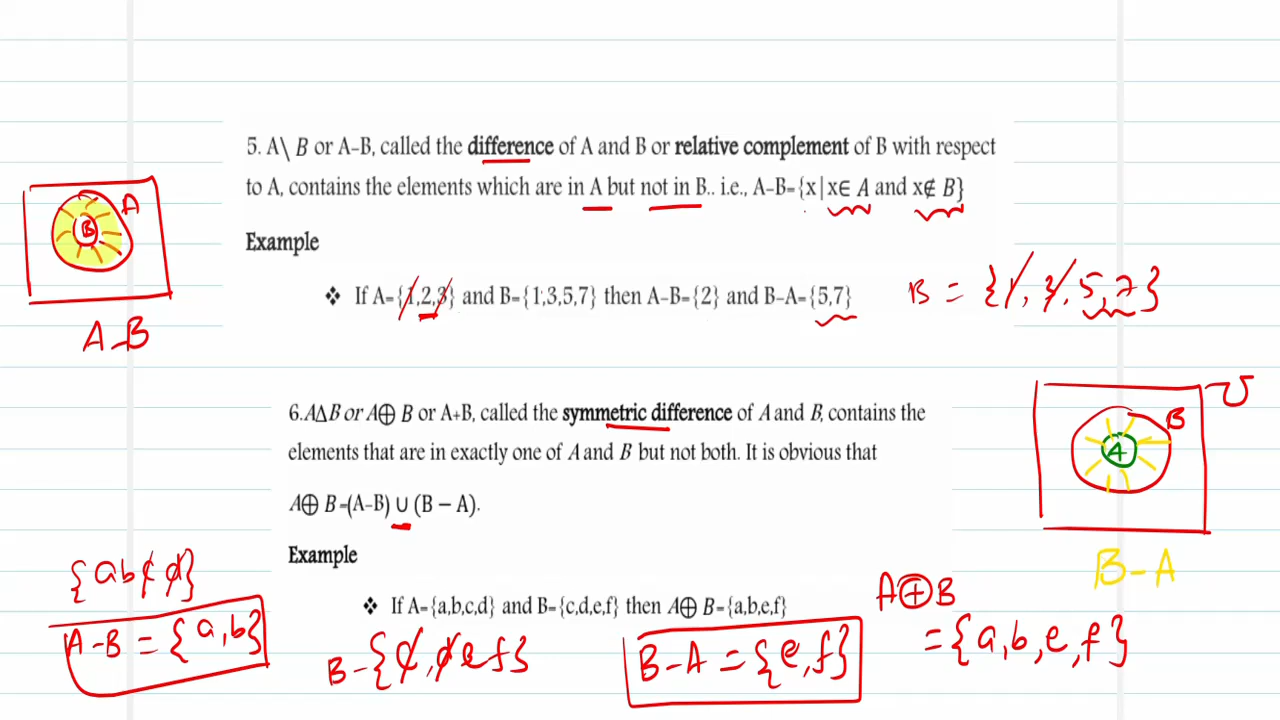 5. A\ B or A–B, called the difference of A and B or relative complement of B with respect
to A, contains the elements which are in A but not in B.. i.e., A–B={x|x∈ A and x∉ B}
A
B
A-B
Example
❖ If A={1,2,3} and B={1,3,5,7} then A–B={2} and B–A={5,7}
B = {1, 3, 5, 7}
6.A∆B or A⊕ B or A+B, called the symmetric difference of A and B, contains the
elements that are in exactly one of A and B but not both. It is obvious that
A⊕ B=(A–B) ∪ (B − A).
U
B
A
B-A
Example
❖ If A={a,b,c,d} and B={c,d,e,f} then A⊕ B={a,b,e,f}
{a b c d}
A-B = {a, b}
B-{c, d e f}
B-A = {e, f}
A⊕B
= {a, b, e, f}